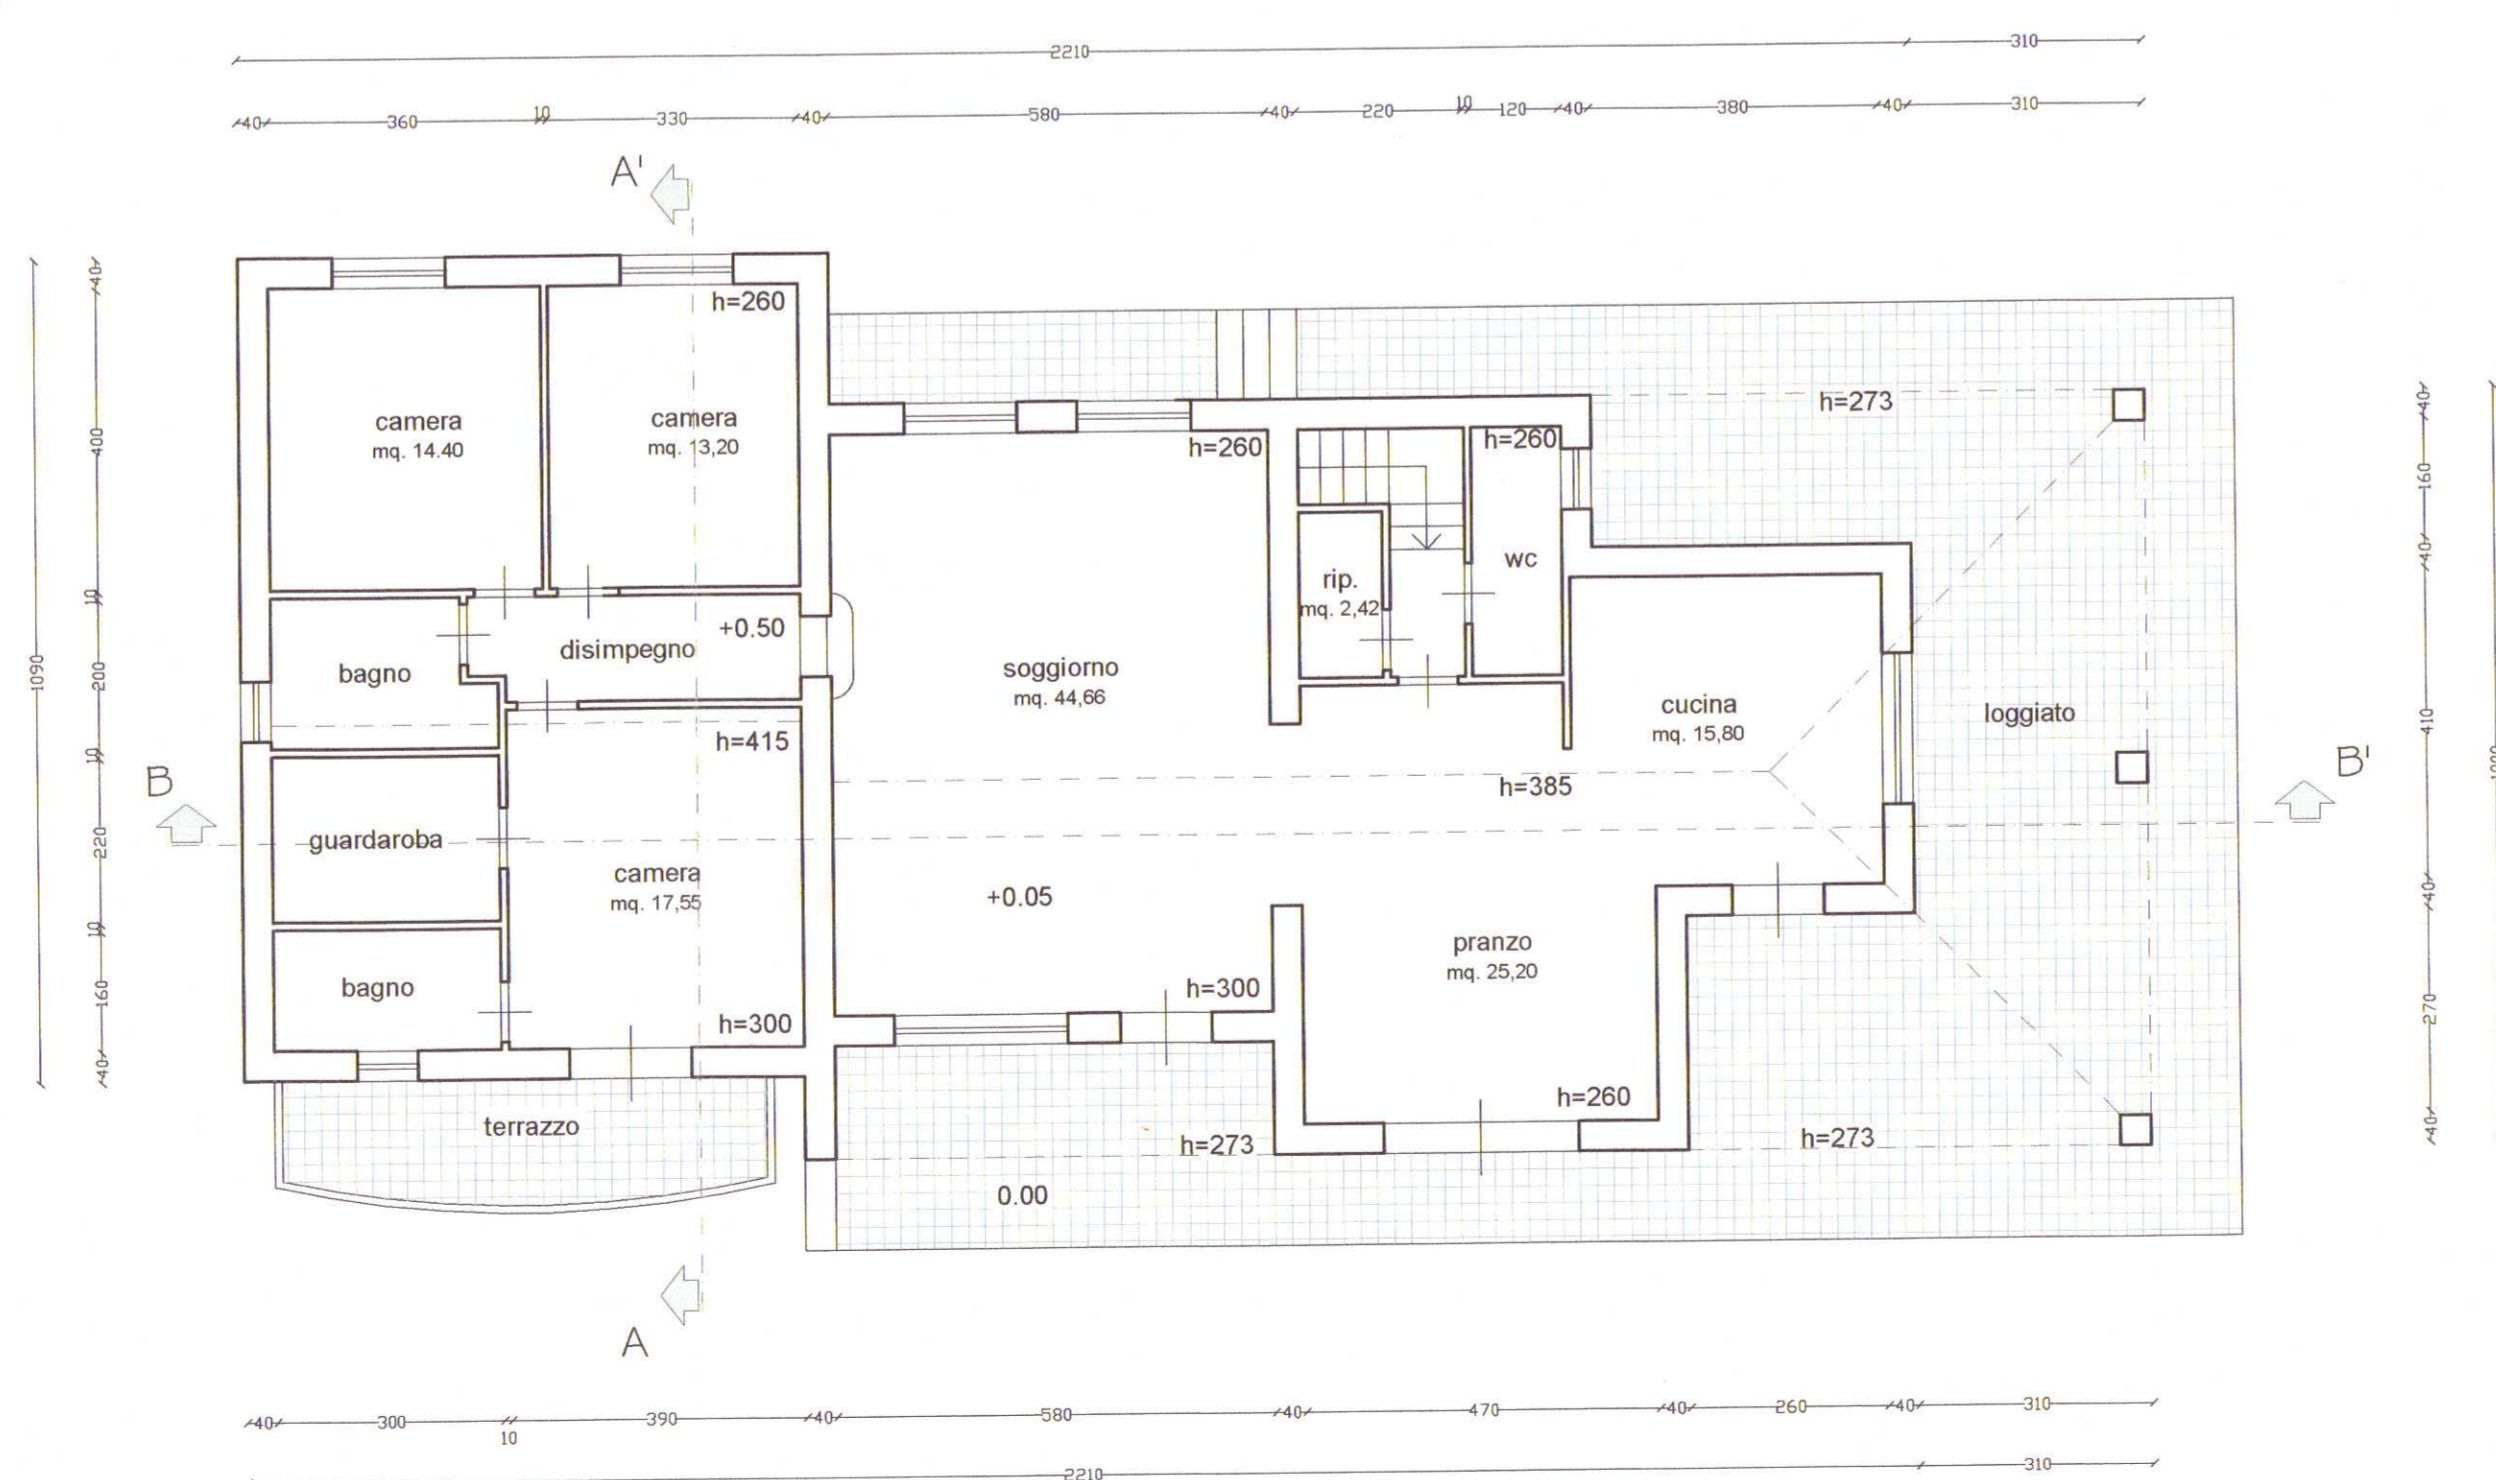 2210 310
40 360 10 330 40 580 40 220 10 120 40 380 40 310
A'
h=260
camera
mq. 14.40
camera
mq. 13,20
h=273
h=260
h=260
wc
rip.
mq. 2,42
+0.50
disimpegno
bagno
soggiorno
mq. 44,66
cucina
mq. 15,80
loggiato
h=415
B
B'
h=385
guardaroba
camera
mq. 17,55
+0.05
pranzo
mq. 25,20
bagno
h=300
h=300
h=260
terrazzo
h=273
h=273
0.00
A
1090
40
400
10
200
10
220
10
160
40
40
160
40
410
40
270
40
40 300 10 390 40 580 40 470 40 260 40 310
2210 310